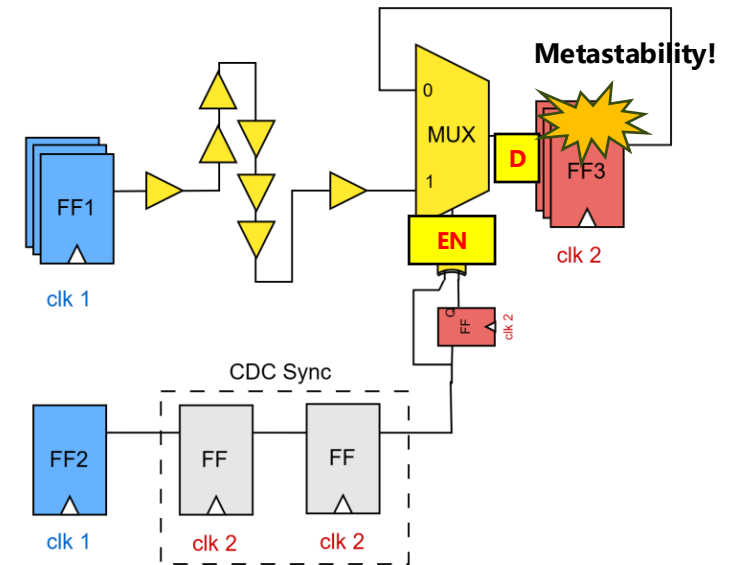 Metastability!
0
MUX
D
1
FF3
FF1
EN
clk 2
clk 1
Q
FF
clk 2
CDC Sync
FF2
FF
FF
clk 1
clk 2
clk 2